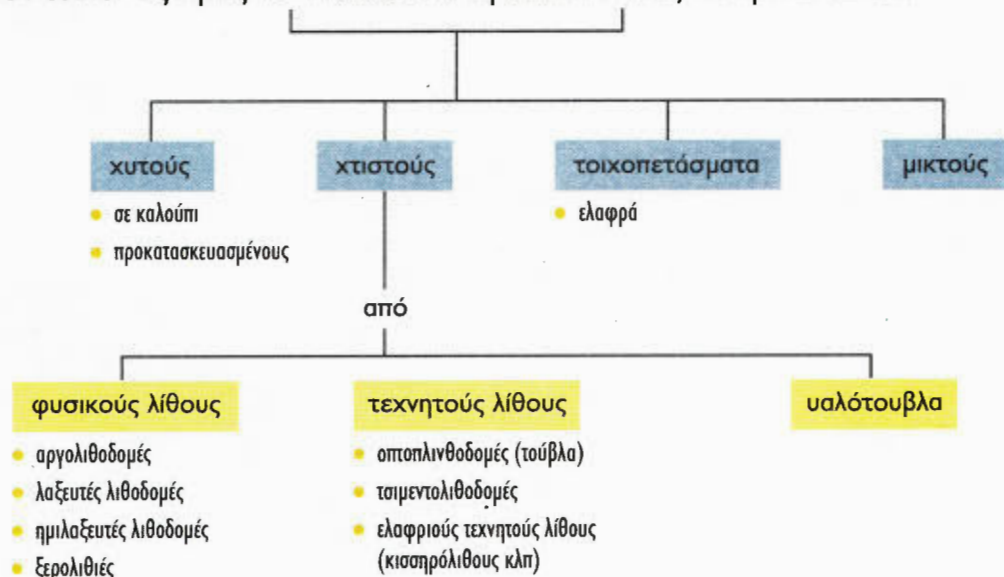 χυτούς
χτιστούς
τοιχοπετάσματα
μικτούς
σε καλούπι
προκατασκευασμένους
ελαφρά
από
φυσικούς λίθους
τεχνητούς λίθους
υαλότουβλα
αργολιθοδομές
λαξευτές λιθοδομές
ημιλαξευτές λιθοδομές
ξερολιθιές
οπτοπλινθοδομές (τούβλα)
τσιμεντολιθοδομές
ελαφριούς τεχνητούς λίθους
(κισσηρόλιθους κλπ)